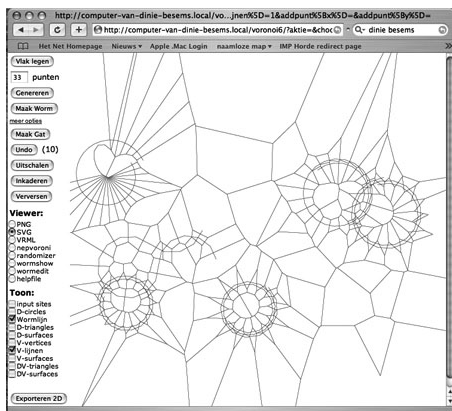 http://computer-van-dinie-besems.local/vo...jnen%5D=1&addpunt%5Bx%5D=&addpunt%5By%5D=
http://computer-van-dinie-besems.local/voronoi6/?aktie=&choc
dinie besems
Het Net Homepage Nieuws Apple .Mac Login naamloze map IMP Horde redirect page
Vlak legen
33 punten
Genereren
Maak Worm
meer opties
Maak Gat
Undo (10)
Uitschalen
Inkaderen
Verversen
Viewer:
PNG
SVG
VRML
nepvoroni
randomizer
wormshow
wormedit
helpfile
Toon:
input sites
D-circles
Wormlijn
D-triangles
D-surfaces
V-vertices
V-lijnen
V-surfaces
DV-triangles
DV-surfaces
Exporteren 2D